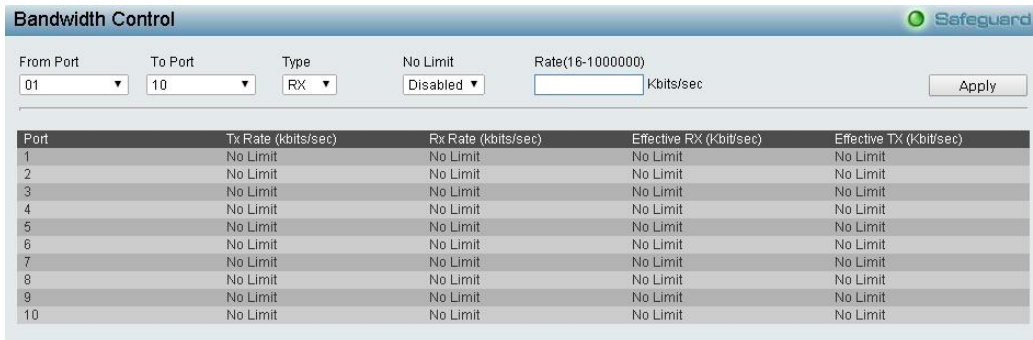 Bandwidth Control Safeguard
From Port To Port Type No Limit Rate(16-1000000)
01 10 RX Disabled Kbits/sec Apply
Port Tx Rate (kbits/sec) Rx Rate (kbits/sec) Effective RX (Kbit/sec) Effective TX (Kbit/sec)
1 No Limit No Limit No Limit No Limit
2 No Limit No Limit No Limit No Limit
3 No Limit No Limit No Limit No Limit
4 No Limit No Limit No Limit No Limit
5 No Limit No Limit No Limit No Limit
6 No Limit No Limit No Limit No Limit
7 No Limit No Limit No Limit No Limit
8 No Limit No Limit No Limit No Limit
9 No Limit No Limit No Limit No Limit
10 No Limit No Limit No Limit No Limit